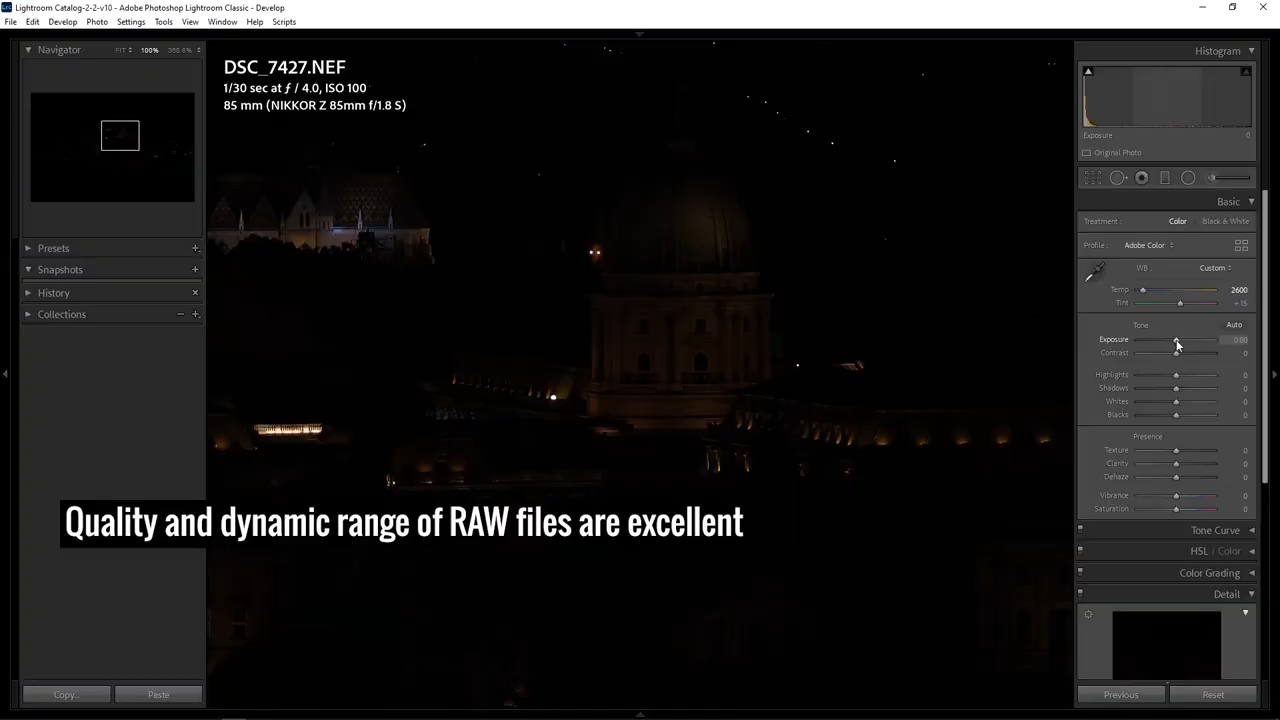 Lightroom Catalog-2-2-v10 - Adobe Photoshop Lightroom Classic - Develop
File Edit Develop Photo Settings Tools View Window Help Scripts
Navigator FIT 100%
DSC_7427.NEF
1/30 sec at ƒ / 4.0, ISO 100
85 mm (NIKKOR Z 85mm f/1.8 S)
Presets
Snapshots
History
Collections
Quality and dynamic range of RAW files are excellent
Copy... Paste
Histogram
Exposure 0
Original Photo
Basic
Treatment: Color Black & White
Profile: Adobe Color
WB: Custom
Temp 2600
Tint + 15
Tone Auto
Exposure 0.00
Contrast 0
Highlights 0
Shadows 0
Whites 0
Blacks 0
Presence
Texture 0
Clarity 0
Dehaze 0
Vibrance 0
Saturation 0
Tone Curve
HSL / Color
Color Grading
Detail
Previous Reset